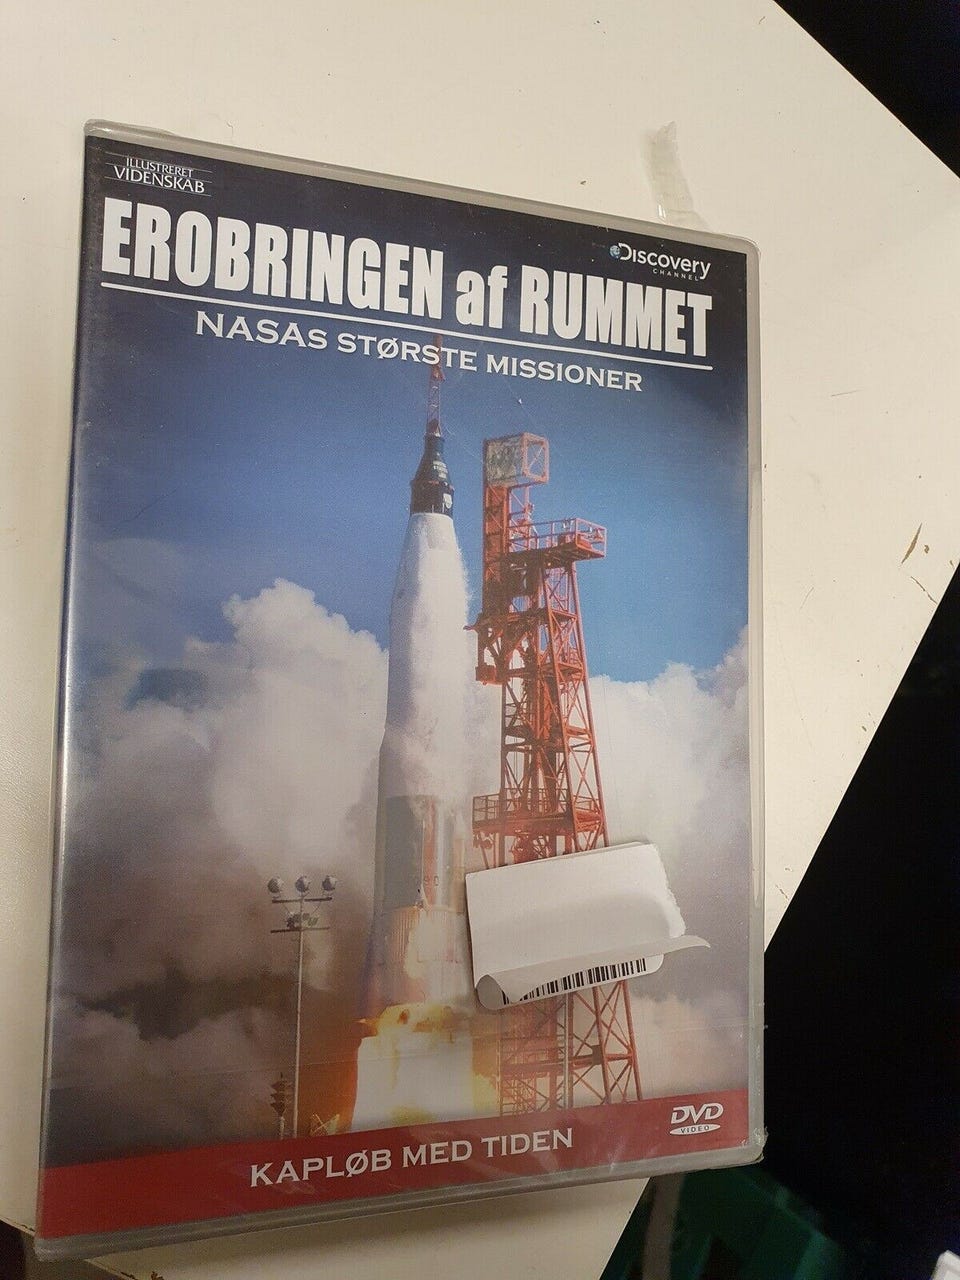 ILLUSTRERET
VIDENSKAB
Discovery
CHANNEL
EROBRINGEN af RUMMET
NASAS STØRSTE MISSIONER
KAPLØB MED TIDEN
DVD
VIDEO